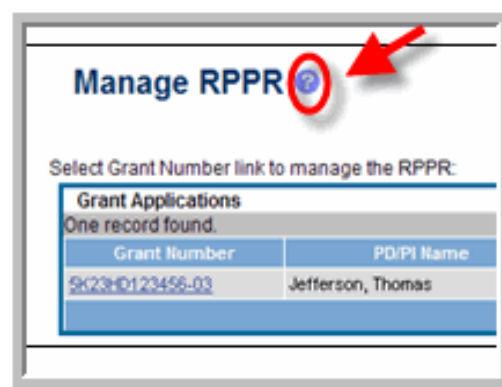 Manage RPPR ?
Select Grant Number link to manage the RPPR:
Grant Applications
One record found.
Grant Number PD/PI Name
5K23HD123456-03 Jefferson, Thomas